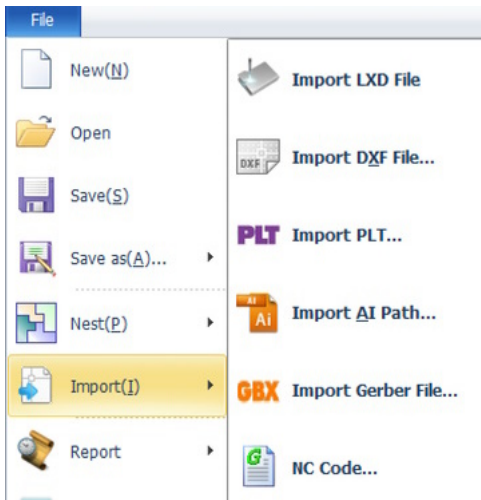 File
New(N)
Open
Save(S)
Save as(A)...
Nest(P)
Import(I)
Report
Import LXD File
DXF
Import DXF File...
PLT
Import PLT...
AI
Ai
Import AI Path...
GBX
Import Gerber File...
G
NC Code...